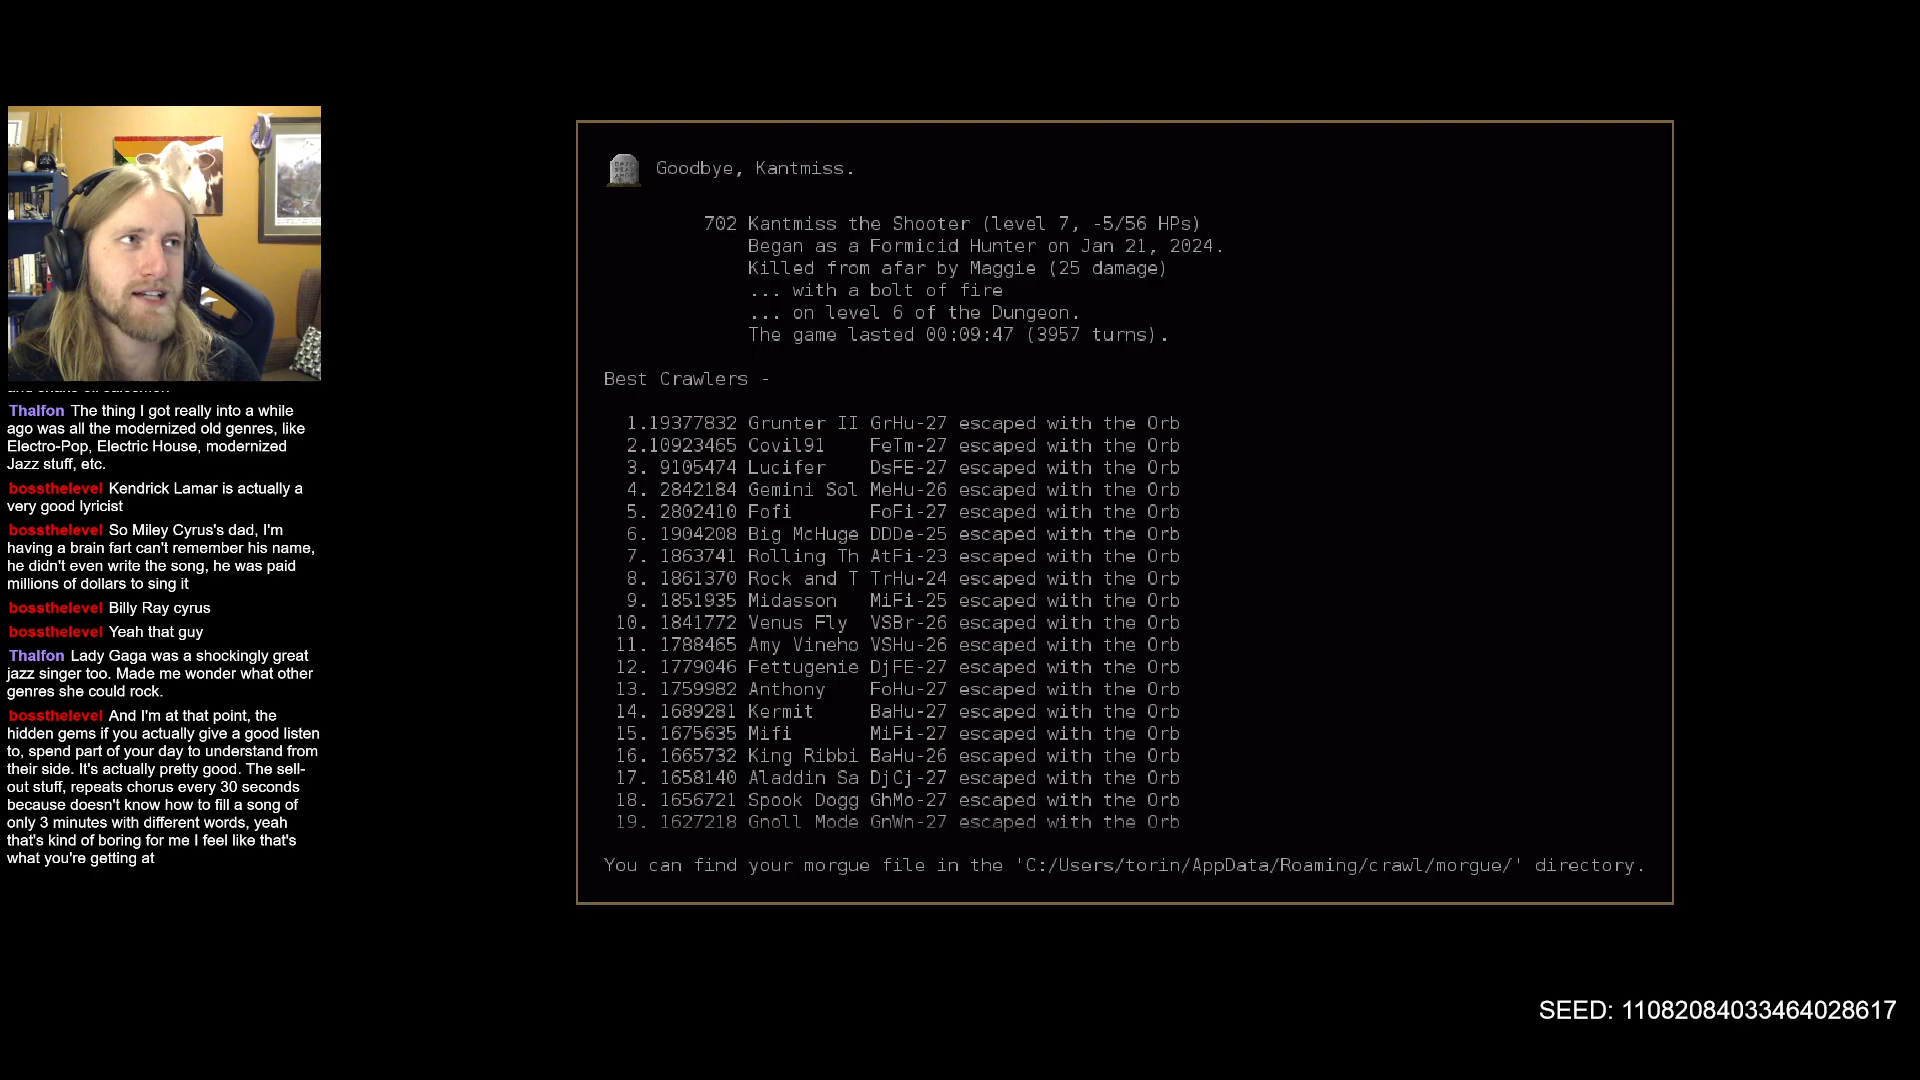 Thalfon The thing I got really into a while
ago was all the modernized old genres, like
Electro-Pop, Electric House, modernized
Jazz stuff, etc.
bossthelevel Kendrick Lamar is actually a
very good lyricist
bossthelevel So Miley Cyrus's dad, I'm
having a brain fart can't remember his name,
he didn't even write the song, he was paid
millions of dollars to sing it
bossthelevel Billy Ray cyrus
bossthelevel Yeah that guy
Thalfon Lady Gaga was a shockingly great
jazz singer too. Made me wonder what other
genres she could rock.
bossthelevel And I'm at that point, the
hidden gems if you actually give a good listen
to, spend part of your day to understand from
their side. It's actually pretty good. The sell-
out stuff, repeats chorus every 30 seconds
because doesn't know how to fill a song of
only 3 minutes with different words, yeah
that's kind of boring for me I feel like that's
what you're getting at
Goodbye, Kantmiss.
702 Kantmiss the Shooter (level 7, -5/56 HPs)
Began as a Formicid Hunter on Jan 21, 2024.
Killed from afar by Maggie (25 damage)
... with a bolt of fire
... on level 6 of the Dungeon.
The game lasted 00:09:47 (3957 turns).
Best Crawlers -
1.19377832 Grunter II GrHu-27 escaped with the Orb
2.10923465 Covil91 FeTm-27 escaped with the Orb
3. 9105474 Lucifer DsFE-27 escaped with the Orb
4. 2842184 Gemini Sol MeHu-26 escaped with the Orb
5. 2802410 Fofi FoFi-27 escaped with the Orb
6. 1904208 Big McHuge DDDe-25 escaped with the Orb
7. 1863741 Rolling Th AtFi-23 escaped with the Orb
8. 1861370 Rock and T TrHu-24 escaped with the Orb
9. 1851935 Midasson MiFi-25 escaped with the Orb
10. 1841772 Venus Fly VSBr-26 escaped with the Orb
11. 1788465 Amy Vineho VSHu-26 escaped with the Orb
12. 1779046 Fettugenie DjFE-27 escaped with the Orb
13. 1759982 Anthony FoHu-27 escaped with the Orb
14. 1689281 Kermit BaHu-27 escaped with the Orb
15. 1675635 Mifi MiFi-27 escaped with the Orb
16. 1665732 King Ribbi BaHu-26 escaped with the Orb
17. 1658140 Aladdin Sa DjCj-27 escaped with the Orb
18. 1656721 Spook Dogg GhMo-27 escaped with the Orb
19. 1627218 Gnoll Mode GnWn-27 escaped with the Orb
You can find your morgue file in the 'C:/Users/torin/AppData/Roaming/crawl/morgue/' directory.
SEED: 11082084033464028617